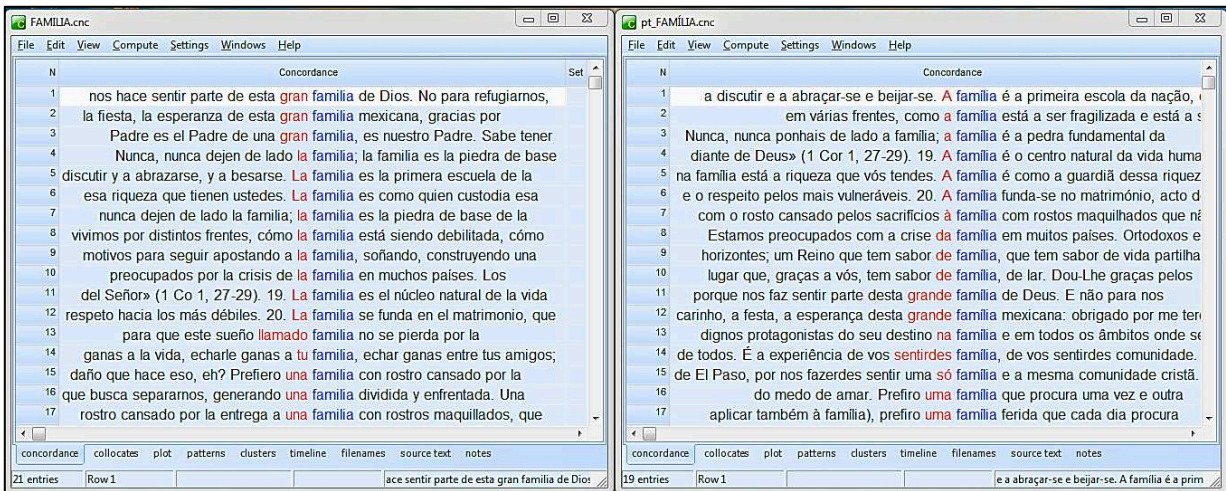 FAMILIA.cnc
File Edit View Compute Settings Windows Help
N Concordance Set
1 nos hace sentir parte de esta gran familia de Dios. No para refugiarnos,
2 la fiesta, la esperanza de esta gran familia mexicana, gracias por
3 Padre es el Padre de una gran familia, es nuestro Padre. Sabe tener
4 Nunca, nunca dejen de lado la familia; la familia es la piedra de base
5 discutir y a abrazarse, y a besarse. La familia es la primera escuela de la
6 esa riqueza que tienen ustedes. La familia es como quien custodia esa
7 nunca dejen de lado la familia; la familia es la piedra de base de la
8 vivimos por distintos frentes, cómo la familia está siendo debilitada, cómo
9 motivos para seguir apostando a la familia, soñando, construyendo una
10 preocupados por la crisis de la familia en muchos países. Los
11 del Señor» (1 Co 1, 27-29). 19. La familia es el núcleo natural de la vida
12 respeto hacia los más débiles. 20. La familia se funda en el matrimonio, que
13 para que este sueño llamado familia no se pierda por la
14 ganas a la vida, echarle ganas a tu familia, echar ganas entre tus amigos;
15 daño que hace eso, eh? Prefiero una familia con rostro cansado por la
16 que busca separarnos, generando una familia dividida y enfrentada. Una
17 rostro cansado por la entrega a una familia con rostros maquillados, que
concordance collocates plot patterns clusters timeline filenames source text notes
21 entries Row 1 ace sentir parte de esta gran familia de Dios
pt_FAMÍLIA.cnc
File Edit View Compute Settings Windows Help
N Concordance
1 a discutir e a abraçar-se e beijar-se. A família é a primeira escola da nação,
2 em várias frentes, como a família está a ser fragilizada e está a s
3 Nunca, nunca ponhais de lado a família; a família é a pedra fundamental da
4 diante de Deus» (1 Cor 1, 27-29). 19. A família é o centro natural da vida huma
5 na família está a riqueza que vós tendes. A família é como a guardiã dessa riquez
6 e o respeito pelos mais vulneráveis. 20. A família funda-se no matrimónio, acto d
7 com o rosto cansado pelos sacrifícios à família com rostos maquilhados que nã
8 Estamos preocupados com a crise da família em muitos países. Ortodoxos e
9 horizontes; um Reino que tem sabor de família, que tem sabor de vida partilha
10 lugar que, graças a vós, tem sabor de família, de lar. Dou-Lhe graças pelos
11 porque nos faz sentir parte desta grande família de Deus. E não para nos
12 carinho, a festa, a esperança desta grande família mexicana: obrigado por me ter
13 dignos protagonistas do seu destino na família e em todos os âmbitos onde se
14 de todos. É a experiência de vos sentirdes família, de vos sentirdes comunidade.
15 de El Paso, por nos fazerdes sentir uma só família e a mesma comunidade cristã.
16 do medo de amar. Prefiro uma família que procura uma vez e outra
17 aplicar também à família), prefiro uma família ferida que cada dia procura
concordance collocates plot patterns clusters timeline filenames source text notes
19 entries Row 1 e a abraçar-se e beijar-se. A família é a prim